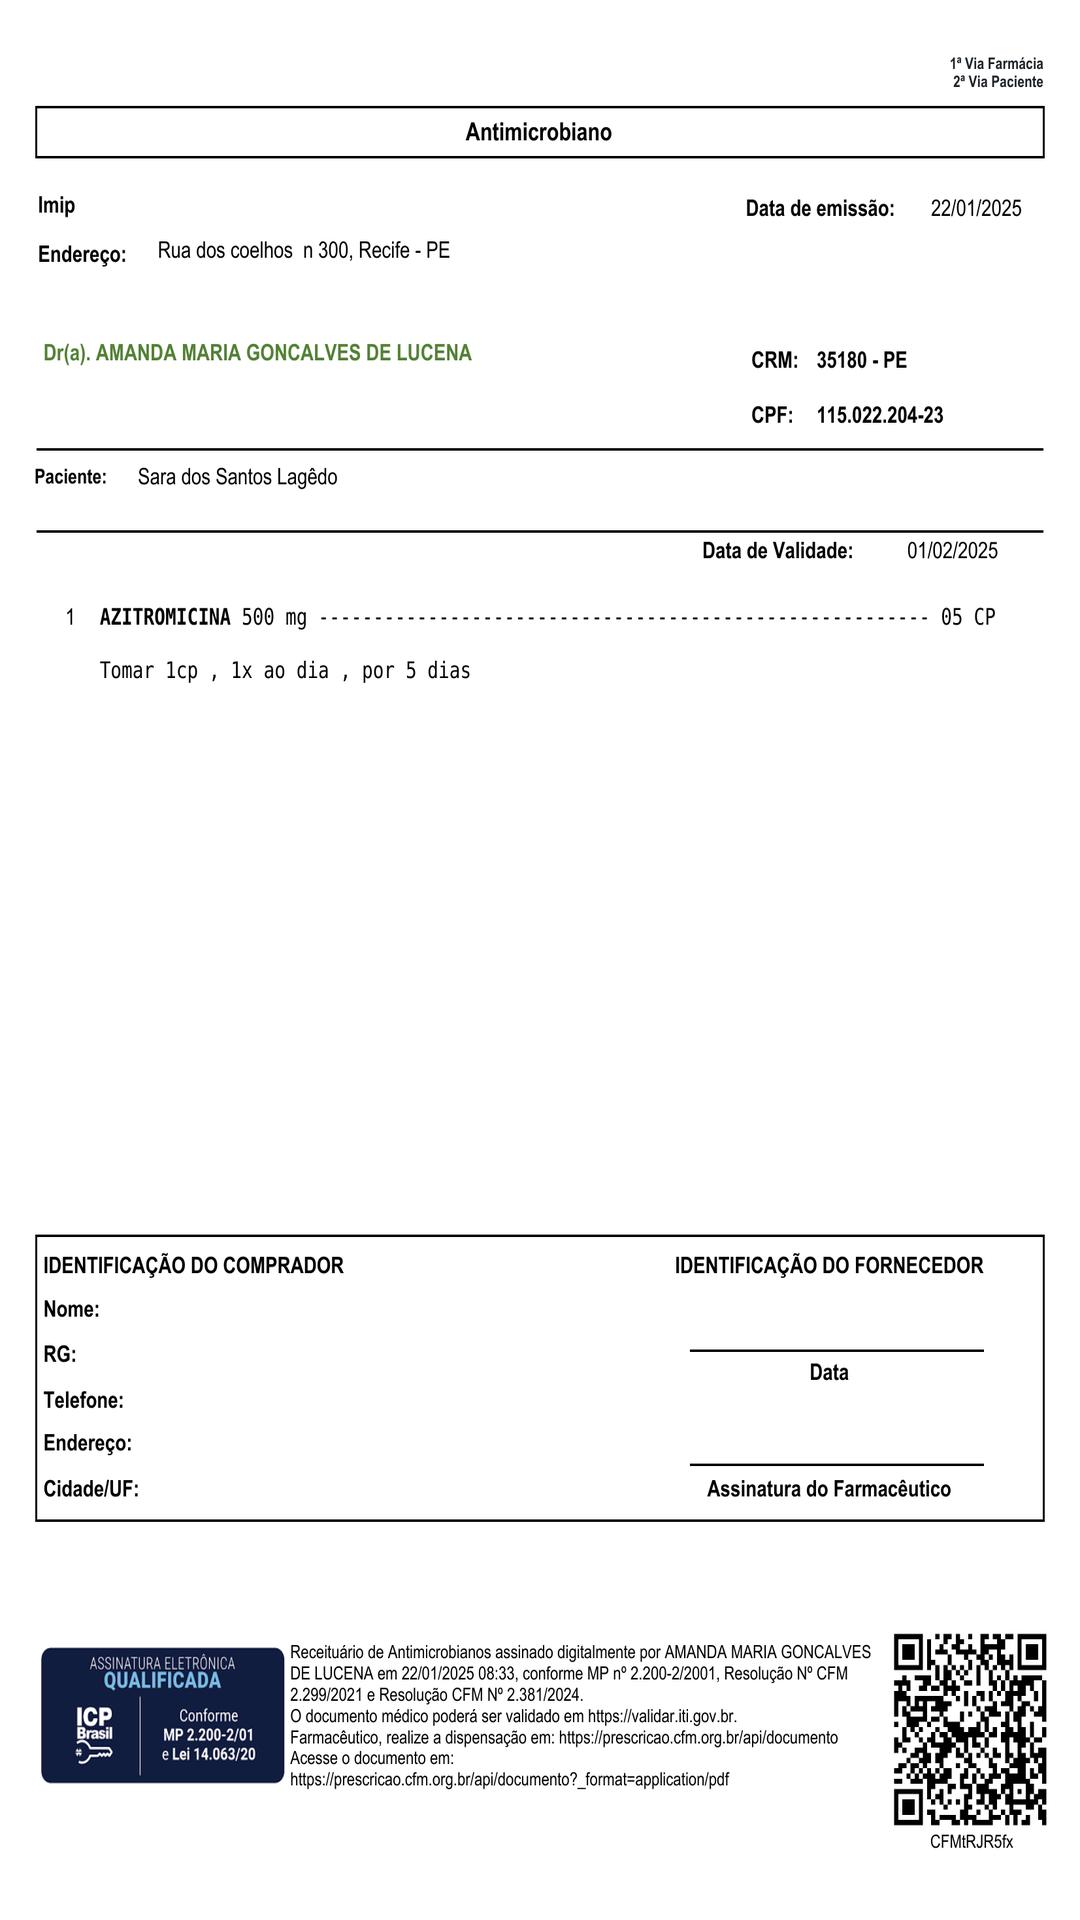 1ª Via Farmácia
2ª Via Paciente
Antimicrobiano
Imip
Data de emissão: 22/01/2025
Endereço: Rua dos coelhos  n 300, Recife - PE
Dr(a). AMANDA MARIA GONCALVES DE LUCENA
CRM: 35180 - PE
CPF: 115.022.204-23
Paciente: Sara dos Santos Lagêdo
Data de Validade: 01/02/2025
1 AZITROMICINA 500 mg -------------------------------------------------------- 05 CP
Tomar 1cp , 1x ao dia , por 5 dias
IDENTIFICAÇÃO DO COMPRADOR
Nome:
RG:
Telefone:
Endereço:
Cidade/UF:
IDENTIFICAÇÃO DO FORNECEDOR
Data
Assinatura do Farmacêutico
ASSINATURA ELETRÔNICA
QUALIFICADA
ICP
Brasil
Conforme
MP 2.200-2/01
e Lei 14.063/20
Receituário de Antimicrobianos assinado digitalmente por AMANDA MARIA GONCALVES
DE LUCENA em 22/01/2025 08:33, conforme MP nº 2.200-2/2001, Resolução Nº CFM
2.299/2021 e Resolução CFM Nº 2.381/2024.
O documento médico poderá ser validado em https://validar.iti.gov.br.
Farmacêutico, realize a dispensação em: https://prescricao.cfm.org.br/api/documento
Acesse o documento em:
https://prescricao.cfm.org.br/api/documento?_format=application/pdf
CFMtRJR5fx